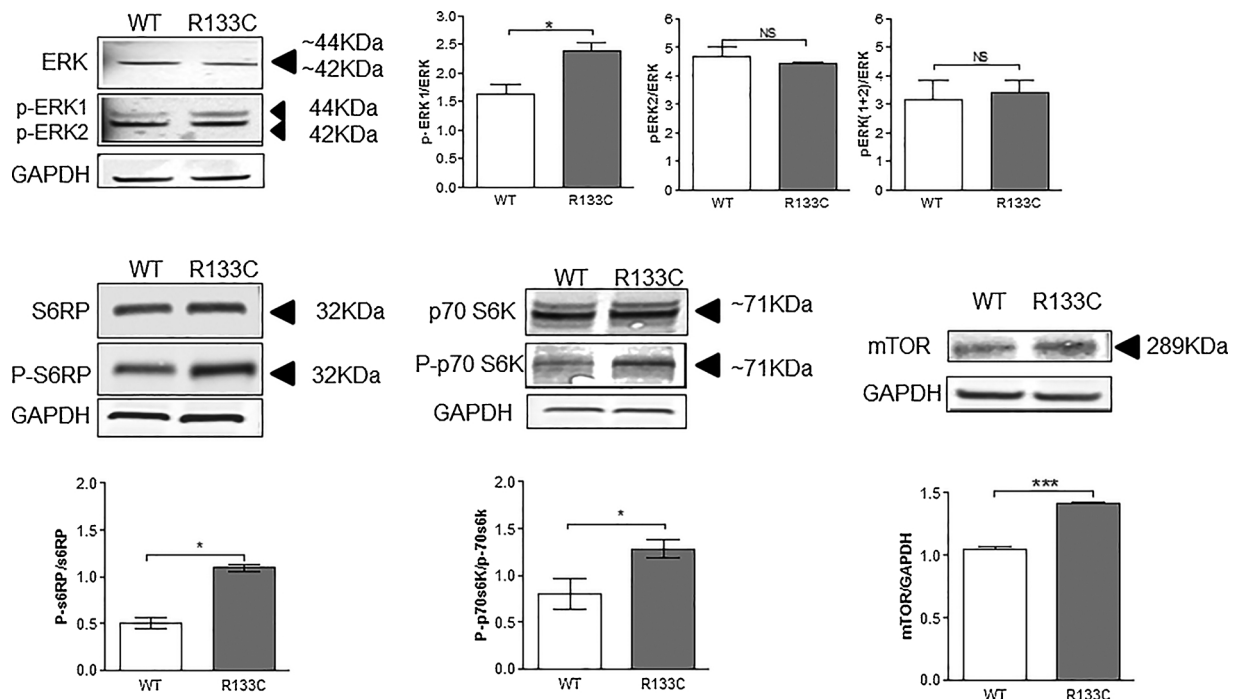 WT R133C
ERK ~44KDa
~42KDa
p-ERK1 44KDa
p-ERK2 42KDa
GAPDH
p-ERK1/ERK
3.0
2.5
2.0
1.5
1.0
0.5
0.0
*
WT R133C
pERK2/ERK
6
5
4
3
2
1
0
NS
WT R133C
pERK(1+2)/ERK
6
5
4
3
2
1
0
NS
WT R133C
WT R133C
S6RP 32KDa
P-S6RP 32KDa
GAPDH
WT R133C
p70 S6K ~71KDa
P-p70 S6K ~71KDa
GAPDH
WT R133C
mTOR 289KDa
GAPDH
P-s6RP/s6RP
2.0
1.5
1.0
0.5
0.0
*
WT R133C
P-p70s6K/p-70s6k
2.0
1.5
1.0
0.5
0.0
*
WT R133C
mTOR/GAPDH
1.5
1.0
0.5
0.0
***
WT R133C